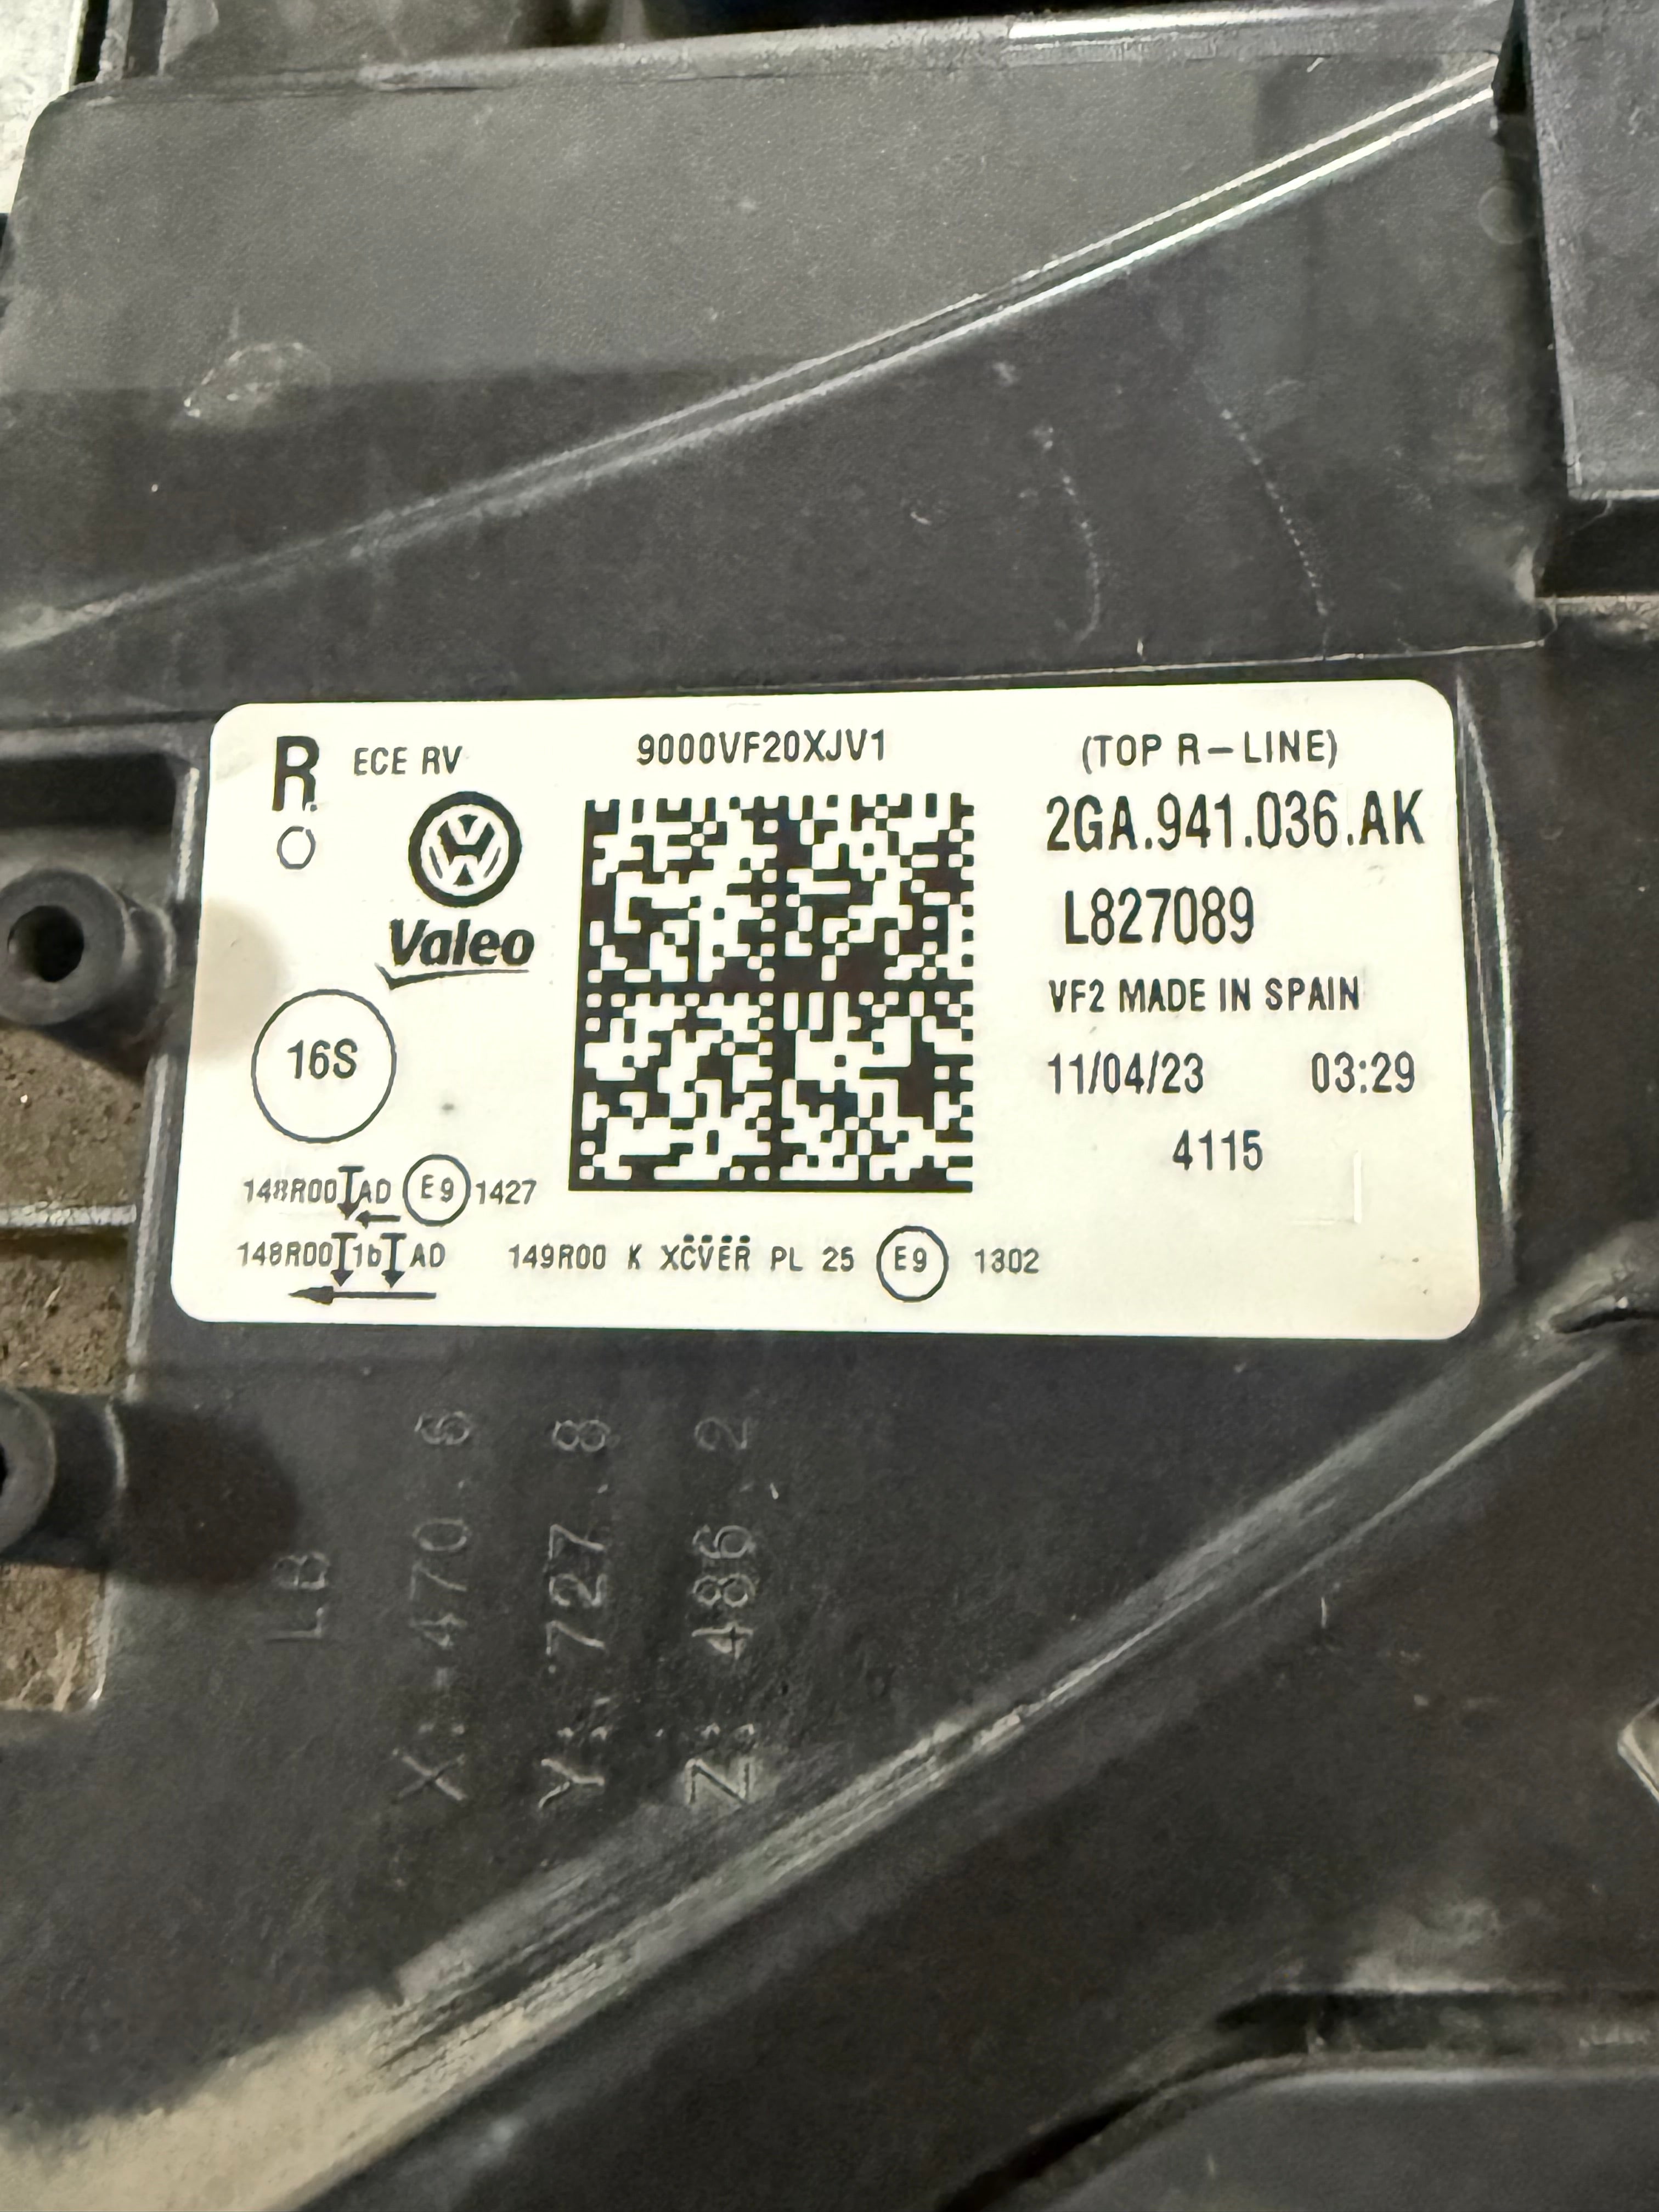 R
ECE RV
9000VF20XJV1
(TOP R-LINE)
2GA.941.036.AK
Valeo
L827089
VF2 MADE IN SPAIN
16S
11/04/23 03:29
4115
148R00 AD E9 1427
148R00 1b AD 149R00 K XCVER PL 25 E9 1302
LB
X:-470.6
Y: 727.8
Z: 486.2